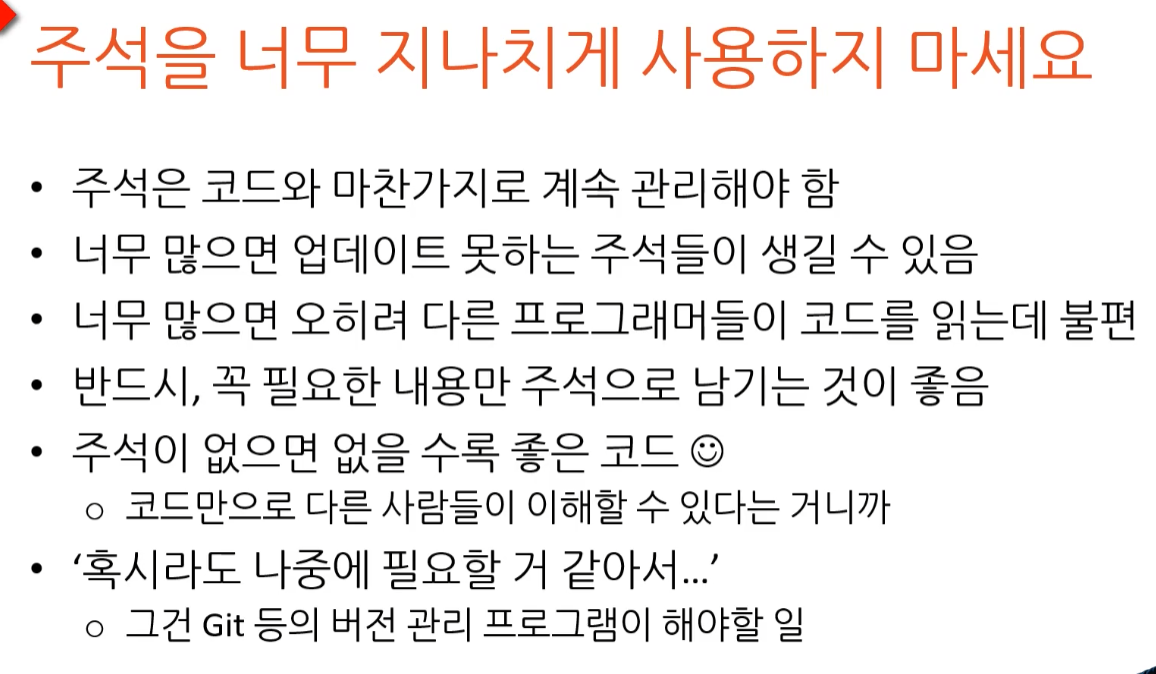 주석을 너무 지나치게 사용하지 마세요
• 주석은 코드와 마찬가지로 계속 관리해야 함
• 너무 많으면 업데이트 못하는 주석들이 생길 수 있음
• 너무 많으면 오히려 다른 프로그래머들이 코드를 읽는데 불편
• 반드시, 꼭 필요한 내용만 주석으로 남기는 것이 좋음
• 주석이 없으면 없을 수록 좋은 코드 ☺
o 코드만으로 다른 사람들이 이해할 수 있다는 거니까
• ‘혹시라도 나중에 필요할 거 같아서...’
o 그건 Git 등의 버전 관리 프로그램이 해야할 일